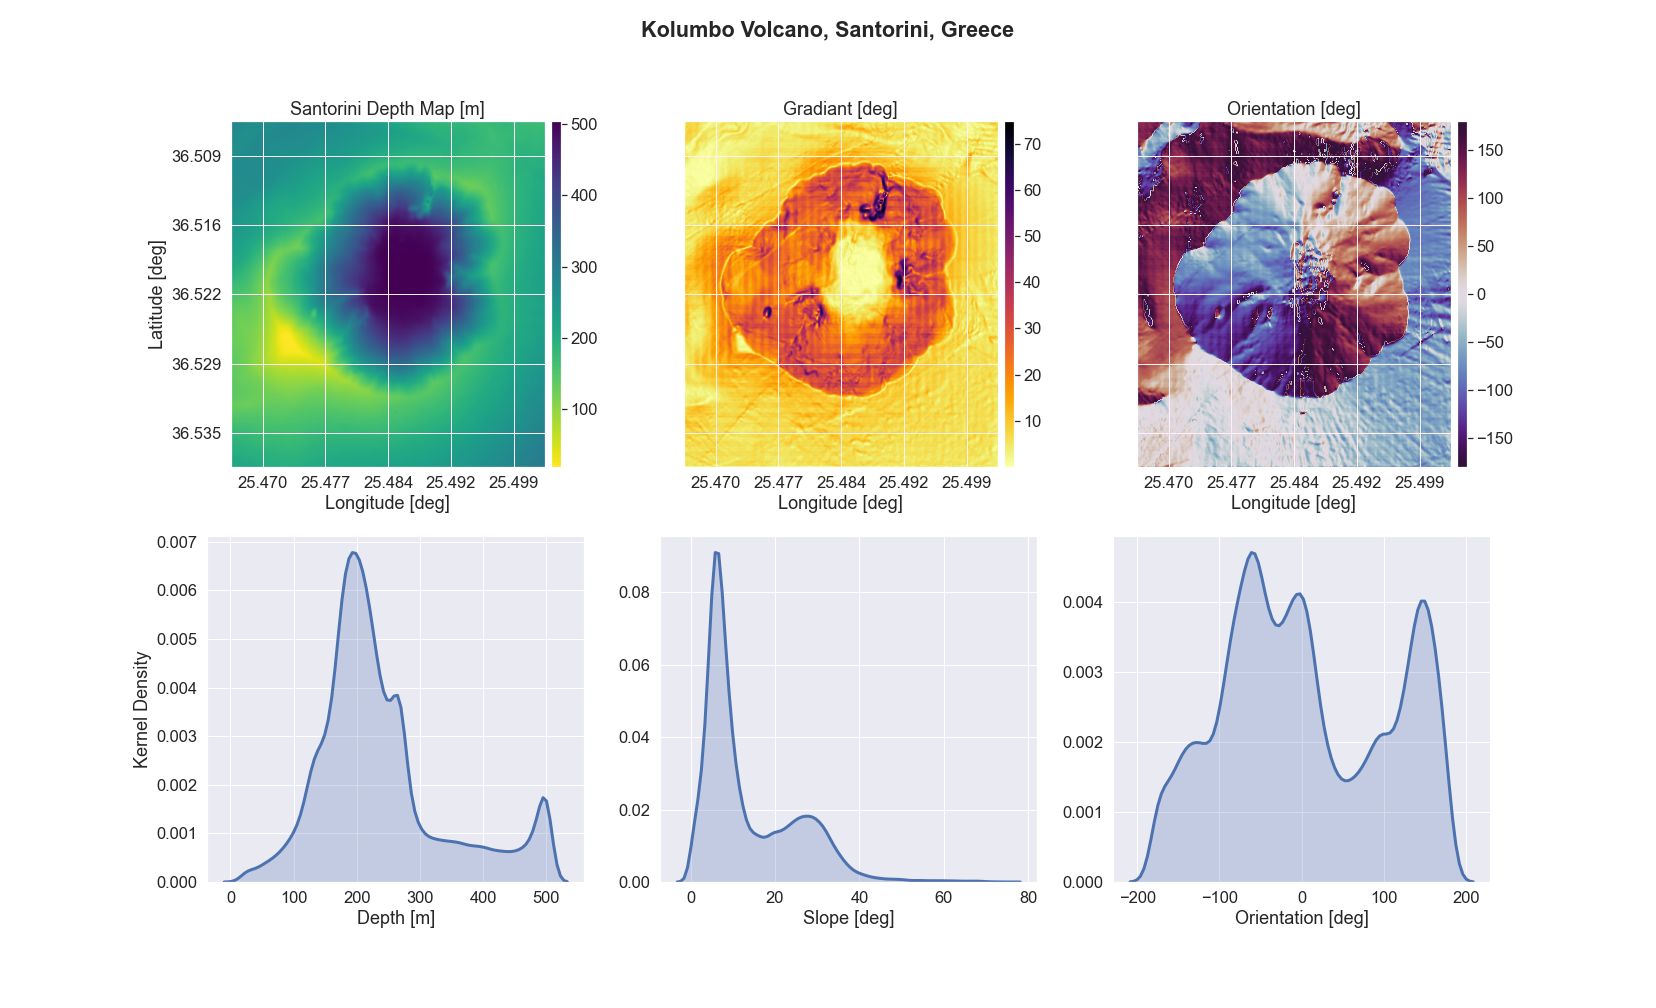 Kolumbo Volcano, Santorini, Greece
Santorini Depth Map [m]
Latitude [deg]
36.509
36.516
36.522
36.529
36.535
25.470 25.477 25.484 25.492 25.499
Longitude [deg]
500
400
300
200
100
Gradiant [deg]
25.470 25.477 25.484 25.492 25.499
Longitude [deg]
70
60
50
40
30
20
10
Orientation [deg]
25.470 25.477 25.484 25.492 25.499
Longitude [deg]
150
100
50
0
−50
−100
−150
Kernel Density
0.007
0.006
0.005
0.004
0.003
0.002
0.001
0.000
0 100 200 300 400 500
Depth [m]
0.08
0.06
0.04
0.02
0.00
0 20 40 60 80
Slope [deg]
0.004
0.003
0.002
0.001
0.000
−200 −100 0 100 200
Orientation [deg]